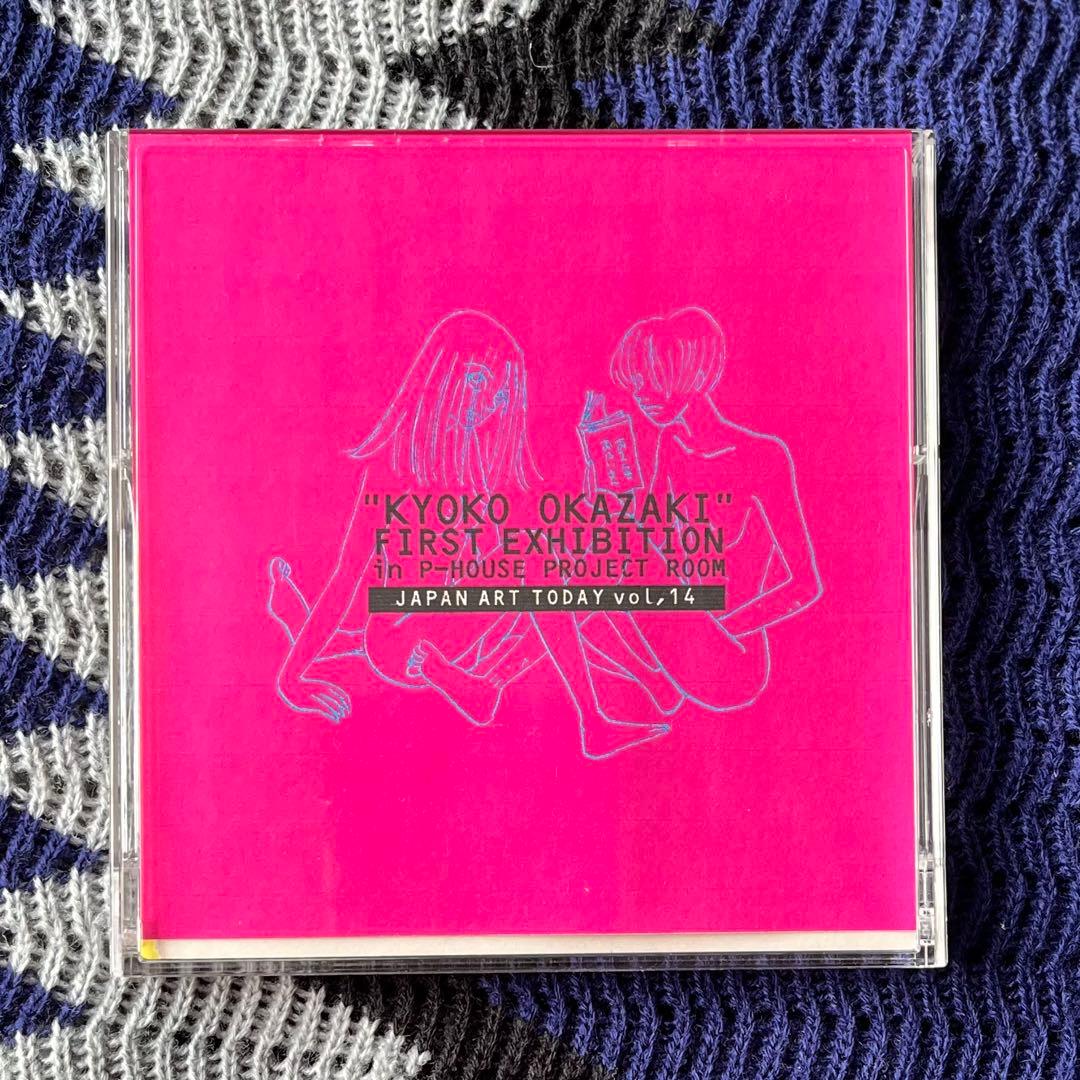 "KYOKO OKAZAKI"
FIRST EXHIBITION
in P-HOUSE PROJECT ROOM
JAPAN ART TODAY vol,14